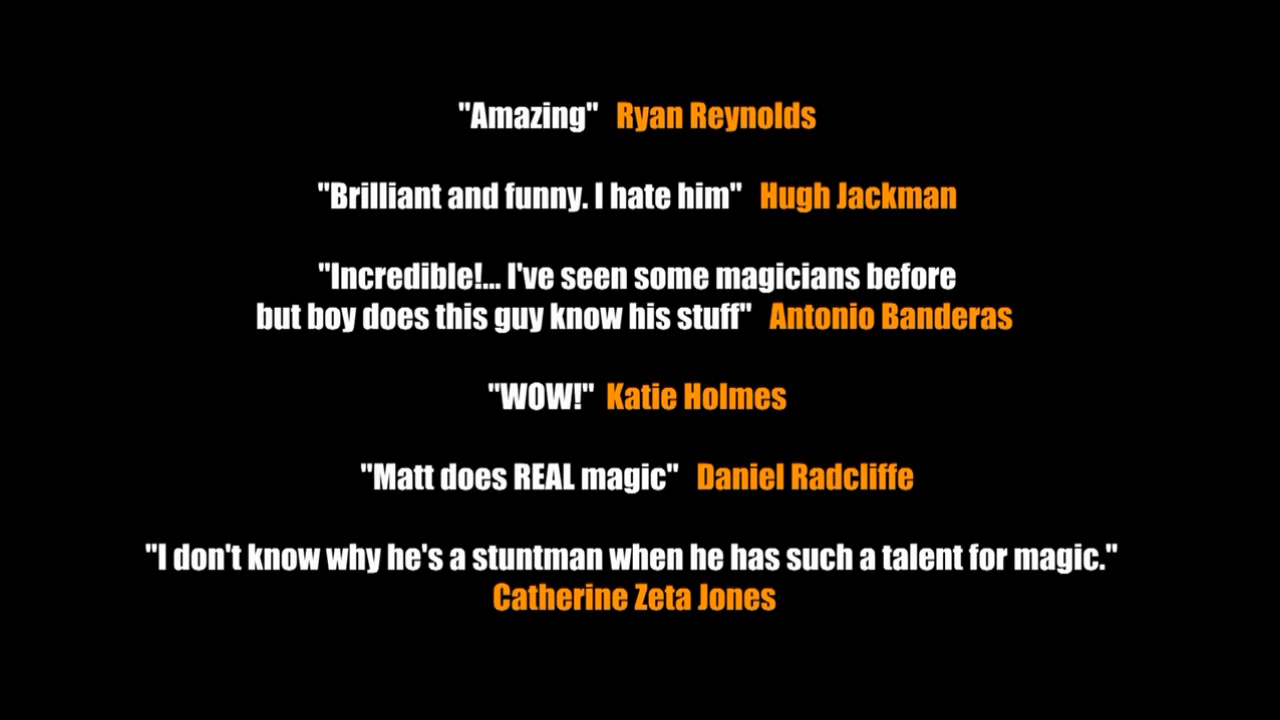 "Amazing" Ryan Reynolds
"Brilliant and funny. I hate him" Hugh Jackman
"Incredible!... I've seen some magicians before
but boy does this guy know his stuff" Antonio Banderas
"WOW!" Katie Holmes
"Matt does REAL magic" Daniel Radcliffe
"I don't know why he's a stuntman when he has such a talent for magic."
Catherine Zeta Jones